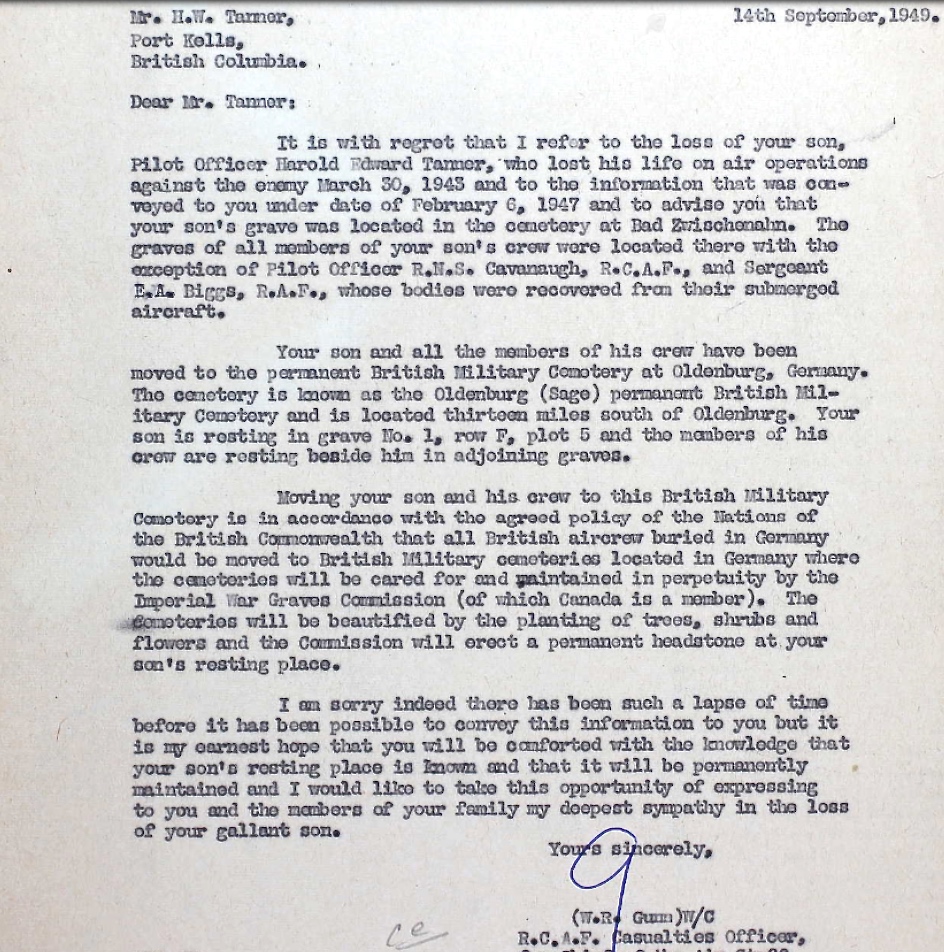 Mr. H.W. Tanner,
14th September,1949.
Port Kells,
British Columbia.
Dear Mr. Tanner:
It is with regret that I refer to the loss of your son,
Pilot Officer Harold Edward Tanner, who lost his life on air operations
against the enemy March 30, 1943 and to the information that was con-
veyed to you under date of February 6, 1947 and to advise you that
your son's grave was located in the cemetery at Bad Zwischenahn. The
graves of all members of your son's crew were located there with the
exception of Pilot Officer R.N.S. Cavanaugh, R.C.A.F., and Sergeant
E.A. Biggs, R.A.F., whose bodies were recovered from their submerged
aircraft.
Your son and all the members of his crew have been
moved to the permanent British Military Cemetery at Oldenburg, Germany.
The cemetery is known as the Oldenburg (Sage) permanent British Mil-
itary Cemetery and is located thirteen miles south of Oldenburg. Your
son is resting in grave No. 1, row F, plot 5 and the members of his
crew are resting beside him in adjoining graves.
Moving your son and his crew to this British Military
Cemetery is in accordance with the agreed policy of the Nations of
the British Commonwealth that all British aircrew buried in Germany
would be moved to British Military cemeteries located in Germany where
the cemeteries will be cared for and maintained in perpetuity by the
Imperial War Graves Commission (of which Canada is a member). The
cemeteries will be beautified by the planting of trees, shrubs and
flowers and the Commission will erect a permanent headstone at your
son's resting place.
I am sorry indeed there has been such a lapse of time
before it has been possible to convey this information to you but it
is my earnest hope that you will be comforted with the knowledge that
your son's resting place is known and that it will be permanently
maintained and I would like to take this opportunity of expressing
to you and the members of your family my deepest sympathy in the loss
of your gallant son.
Yours sincerely,
(W.R. Gunn)W/C
R.C.A.F. Casualties Officer,